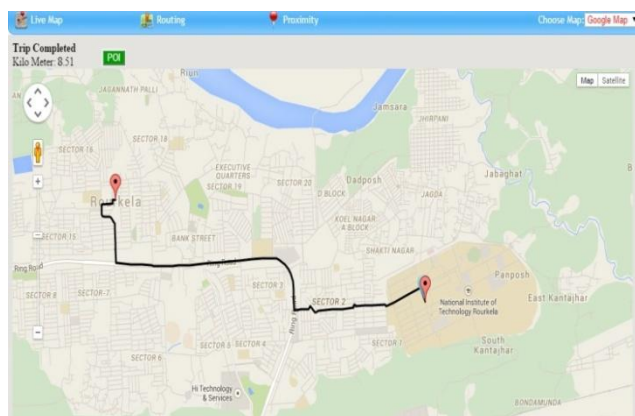 Live Map
Routing
Proximity
Choose Map: Google Map
Trip Completed
Kilo Meter: 8.51
POI
Map
Satellite
JAGANNATH PALLI
Jamsara
JHIRPANI
SECTOR 16
SECTOR 18
EXECUTIVE
QUARTERS
SECTOR 19
SECTOR 20
D BLOCK
Dadposh
JAGDA
Jabaghat
Rourkela
KOEL NAGAR
A BLOCK
SECTOR 15
BANK STREET
SHAKTI NAGAR
Ring Road
Panposh
SECTOR 8
SECTOR-7
SECTOR 3
SECTOR 2
National Institute of
Technology Rourkela
East Kantajhar
SECTOR 6
SECTOR 5
SECTOR 4
SECTOR 1
South
Kantajhar
Hi Technology
& Services
BONDAMUNDA